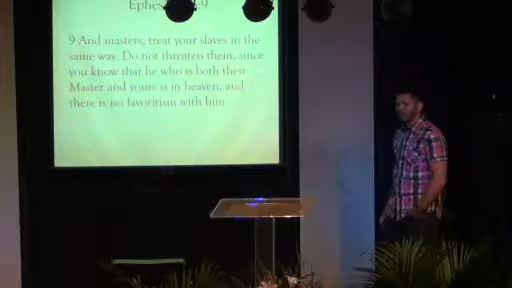 9 And masters, treat your slaves in the
same way. Do not threaten them, since
you know that he who is both their
Master and yours is in heaven, and
there is no favoritism with him